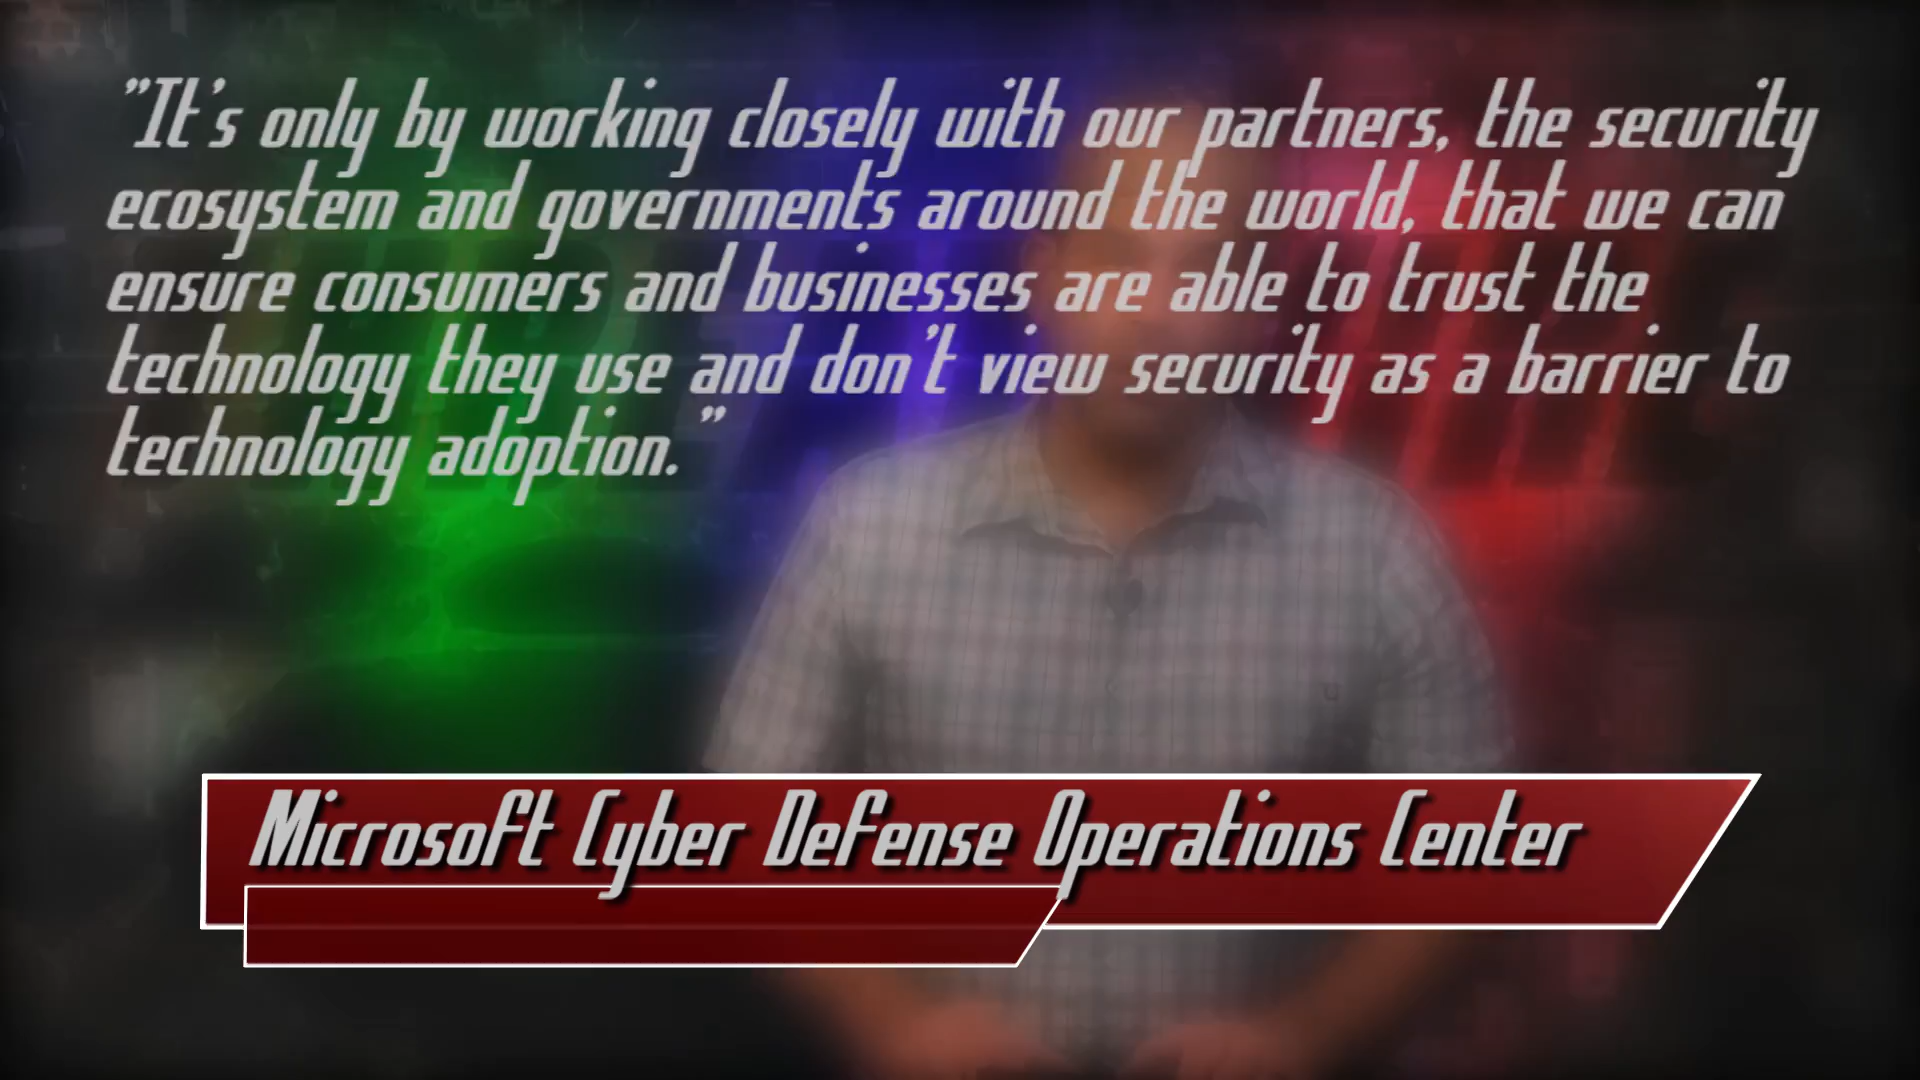 "It's only by working closely with our partners, the security
ecosystem and governments around the world, that we can
ensure consumers and businesses are able to trust the
technology they use and don't view security as a barrier to
technology adoption."
Microsoft Cyber Defense Operations Center